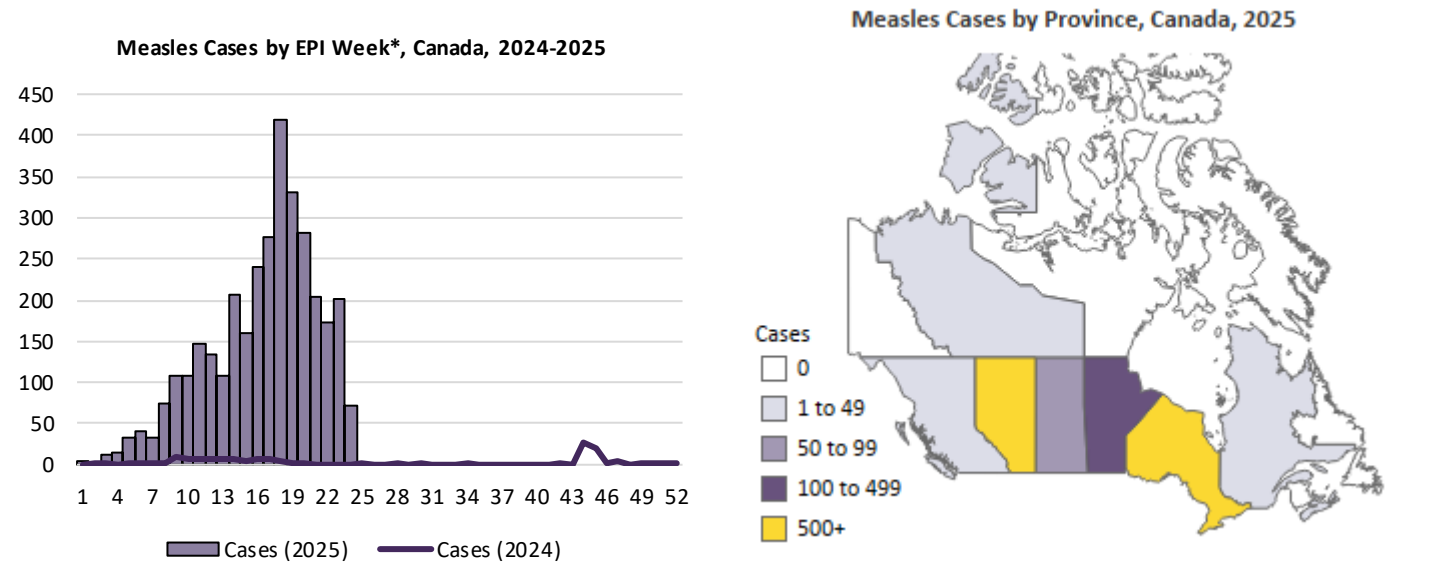 Measles Cases by EPI Week*, Canada, 2024-2025
450
400
350
300
250
200
150
100
50
0
1 4 7 10 13 16 19 22 25 28 31 34 37 40 43 46 49 52
Cases (2025) Cases (2024)
Measles Cases by Province, Canada, 2025
Cases
0
1 to 49
50 to 99
100 to 499
500+